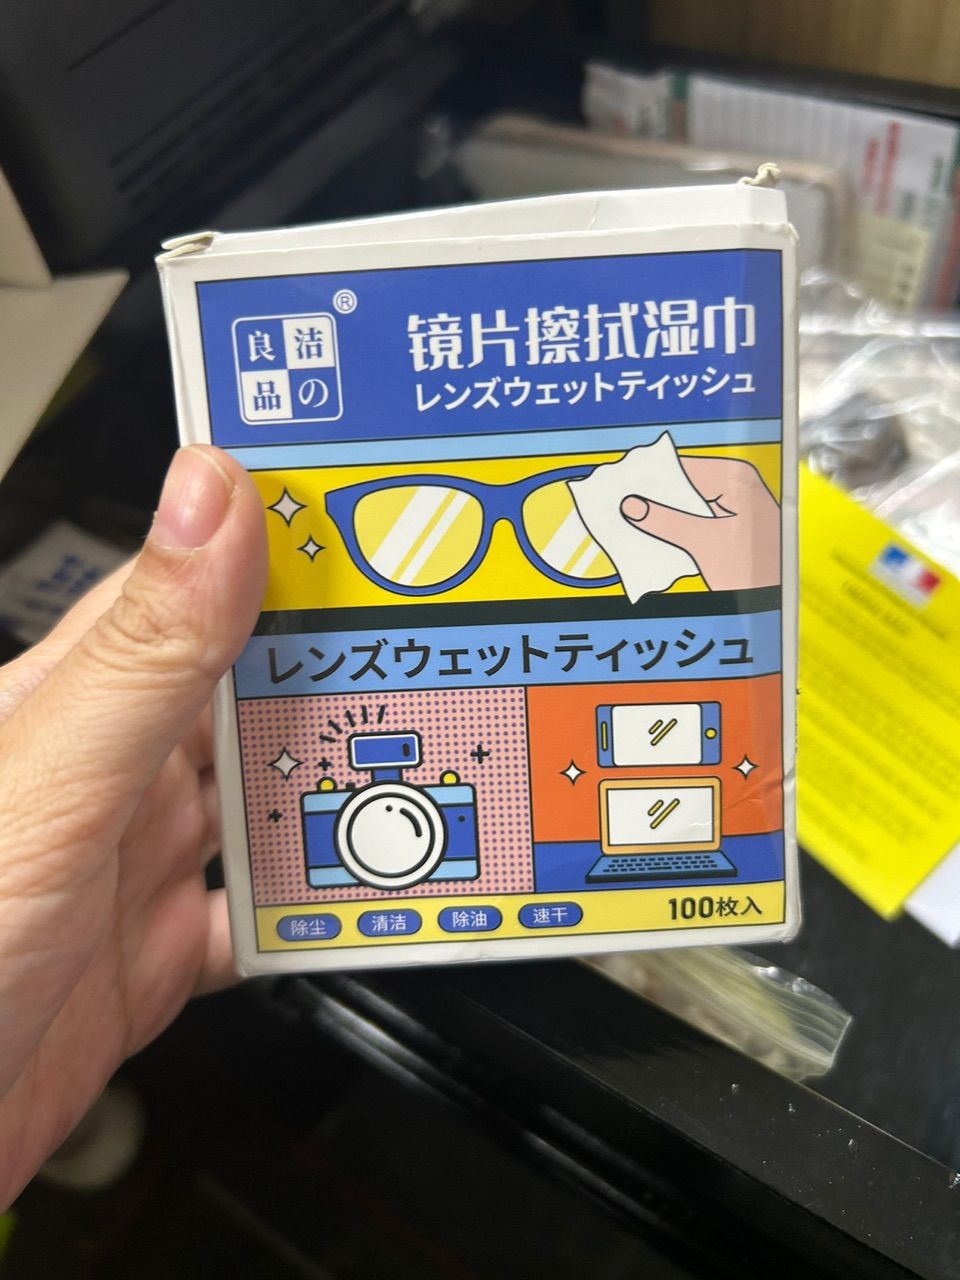 良洁
品の
®
镜片擦拭湿巾
レンズウェットティッシュ
レンズウェットティッシュ
除尘 清洁 除油 速干
100枚入